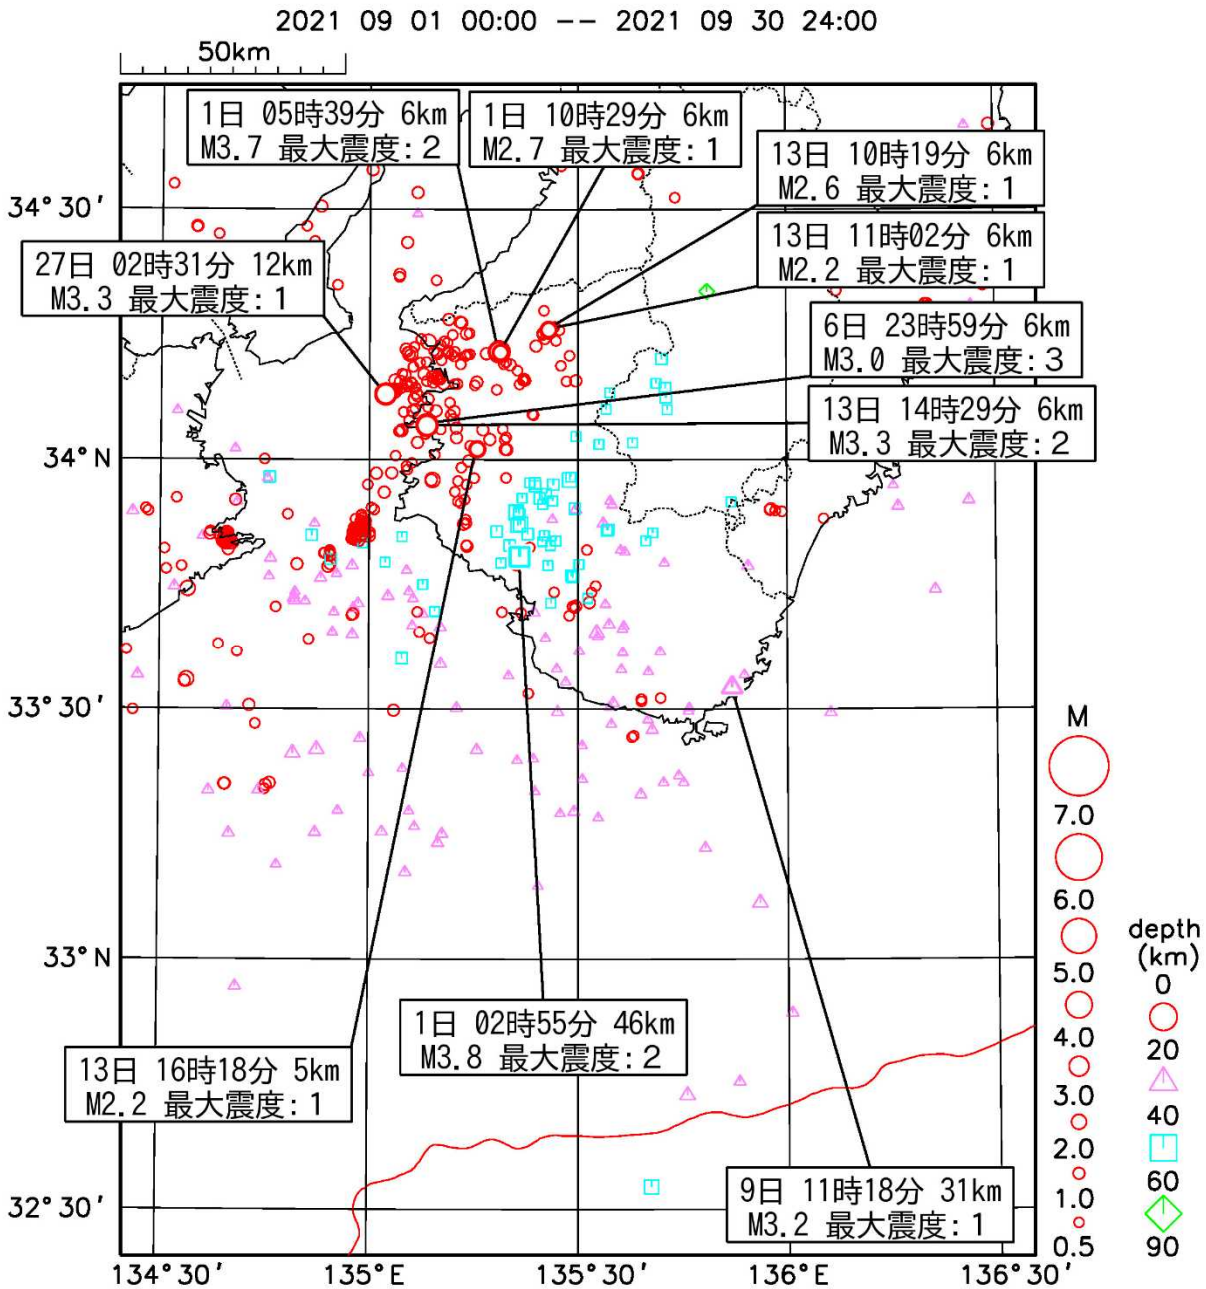 2021 09 01 00:00 -- 2021 09 30 24:00
50km
1日 05時39分 6km
M3.7 最大震度:2
1日 10時29分 6km
M2.7 最大震度:1
13日 10時19分 6km
M2.6 最大震度:1
34°30′
13日 11時02分 6km
M2.2 最大震度:1
27日 02時31分 12km
M3.3 最大震度:1
6日 23時59分 6km
M3.0 最大震度:3
13日 14時29分 6km
M3.3 最大震度:2
34°N
33°30′
33°N
1日 02時55分 46km
M3.8 最大震度:2
13日 16時18分 5km
M2.2 最大震度:1
9日 11時18分 31km
M3.2 最大震度:1
32°30′
134°30′
135°E
135°30′
136°E
136°30′
M
7.0
6.0
5.0
4.0
3.0
2.0
1.0
0.5
depth
(km)
0
20
40
60
90